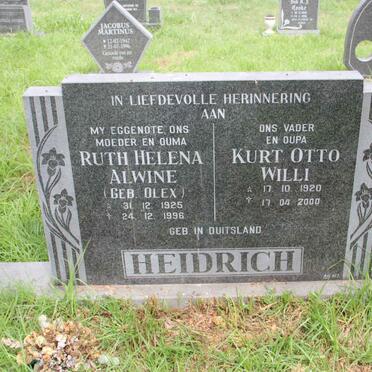 JACOBUS
MARTINUS
IN LIEFDEVOLLE HERINNERING
AAN
MY EGGENOTE, ONS
MOEDER EN OUMA
RUTH HELENA
ALWINE
(GEB. OLEX)
☆ 31. 12. 1925
✝ 24. 12. 1996
ONS VADER
EN OUPA
KURT OTTO
WILLI
☆ 17. 10. 1920
✝ 17. 04. 2000
GEB. IN DUITSLAND
HEIDRICH